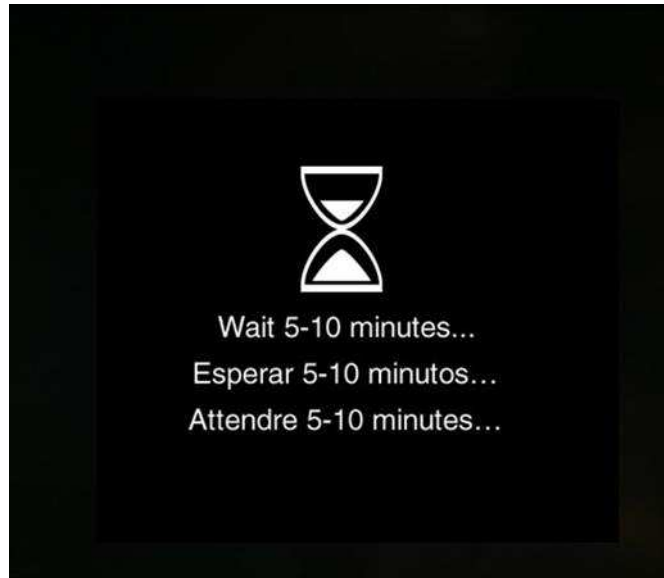 Wait 5-10 minutes...
Esperar 5-10 minutos...
Attendre 5-10 minutes...